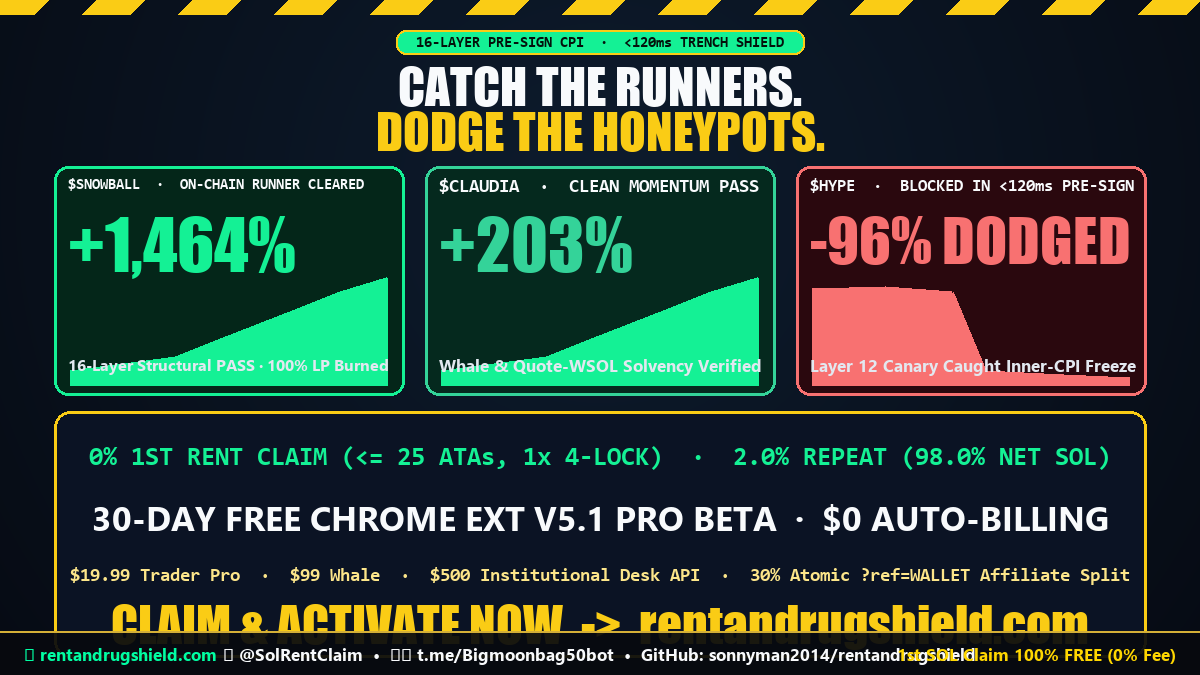 16-LAYER PRE-SIGN CPI · <120ms TRENCH SHIELD
CATCH THE RUNNERS.
DODGE THE HONEYPOTS.
$SNOWBALL · ON-CHAIN RUNNER CLEARED
+1,464%
16-Layer Structural PASS · 100% LP Burned
$CLAUDIA · CLEAN MOMENTUM PASS
+203%
Whale & Quote-WSOL Solvency Verified
$HYPE · BLOCKED IN <120ms PRE-SIGN
-96% DODGED
Layer 12 Canary Caught Inner-CPI Freeze
0% 1ST RENT CLAIM (<= 25 ATAs, 1x 4-LOCK) · 2.0% REPEAT (98.0% NET SOL)
30-DAY FREE CHROME EXT V5.1 PRO BETA · $0 AUTO-BILLING
$19.99 Trader Pro · $99 Whale · $500 Institutional Desk API · 30% Atomic ?ref=WALLET Affiliate Split
CLAIM & ACTIVATE NOW -> rentandrugshield.com
rentandrugshield.com @SolRentClaim • t.me/Bigmoonbag50bot • GitHub: sonnyman2014/rentandrugshield 1st SOL Claim 100% FREE (0% Fee)